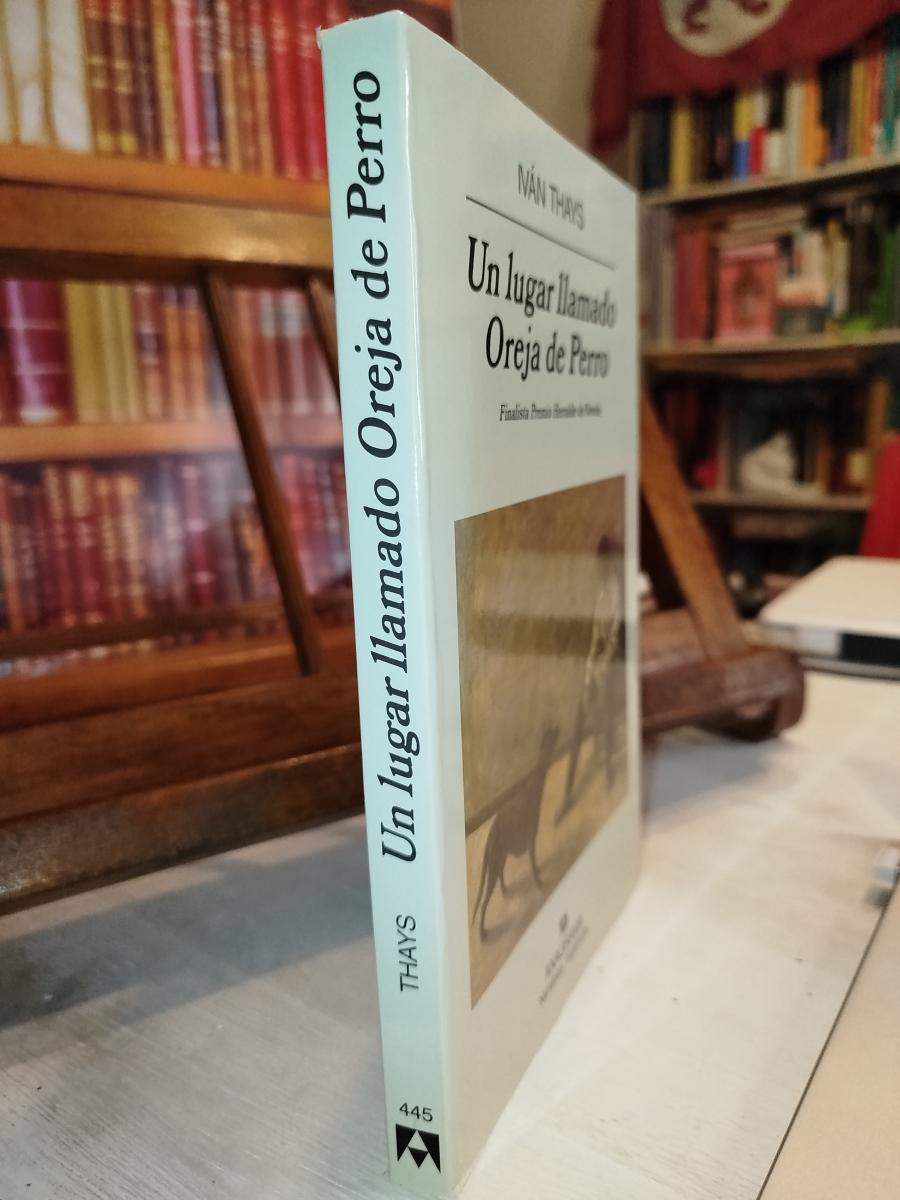 Un lugar llamado Oreja de Perro
THAYS
445
IVÁN THAYS
Un lugar llamado
Oreja de Perro
Finalista Premio Herralde de Novela